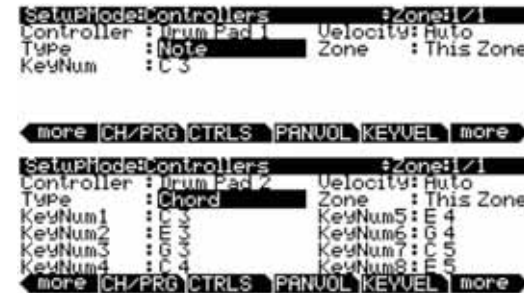 SetupMode:Controllers ◆Zone:1/1
Controller : Drum Pad 1 Velocity: Auto
Type : Note Zone : This Zone
KeyNum : C 3
more CH/PRG CTRLS PANVOL KEYVEL more
SetupMode:Controllers ◆Zone:1/1
Controller : Drum Pad 2 Velocity: Auto
Type : Chord Zone : This Zone
KeyNum1 : C 3 KeyNum5: E 4
KeyNum2 : E 3 KeyNum6: G 4
KeyNum3 : G 3 KeyNum7: C 5
KeyNum4 : C 4 KeyNum8: E 5
more CH/PRG CTRLS PANVOL KEYVEL more